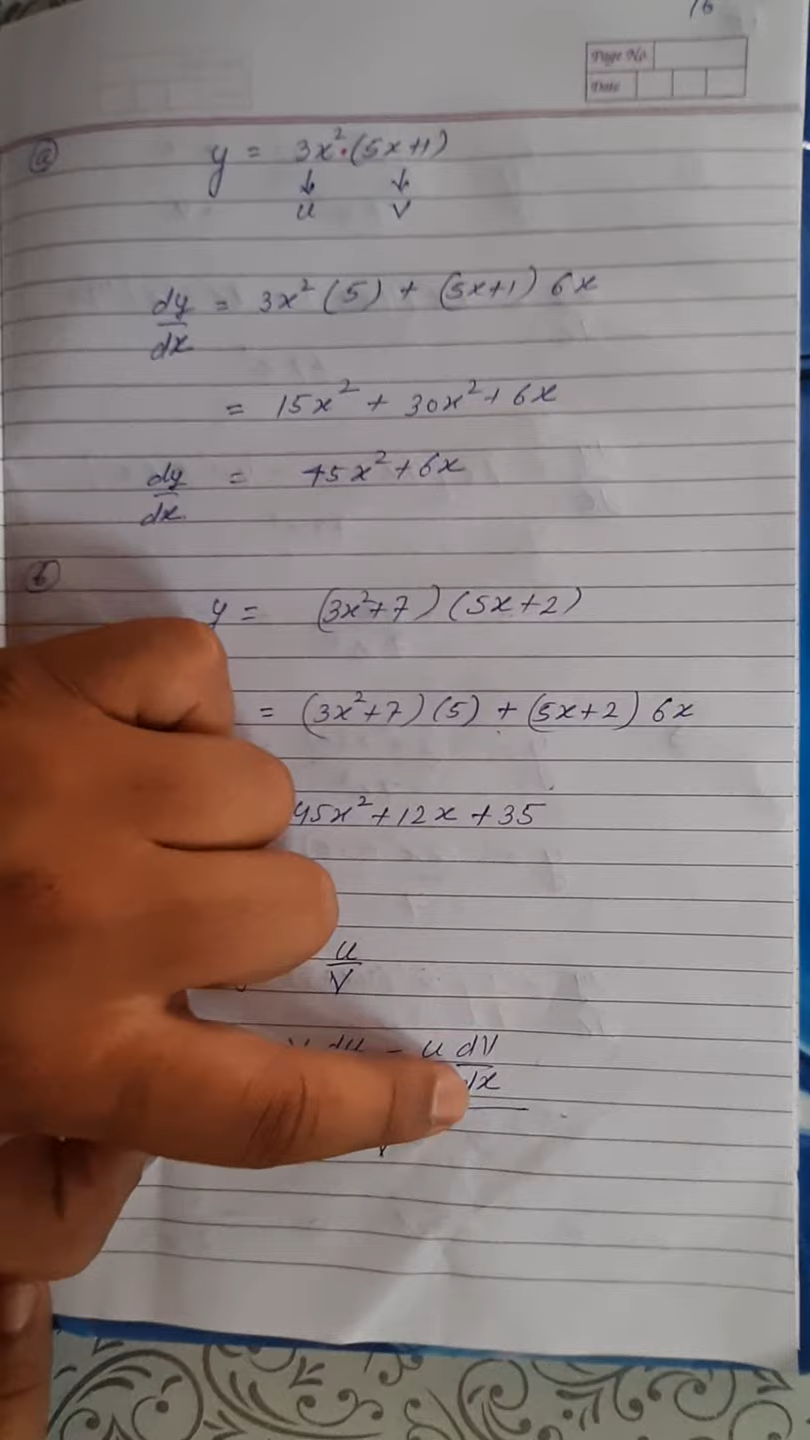 16
Page No
Date
(a) y = 3x²·(5x+1)
↓ ↓
u v
dy/dx = 3x² (5) + (5x+1) 6x
= 15x² + 30x² + 6x
dy/dx = 45x² + 6x
(b)
y = (3x²+7) (5x+2)
= (3x²+7) (5) + (5x+2) 6x
45x² + 12x + 35
u/V
- u dV/dx